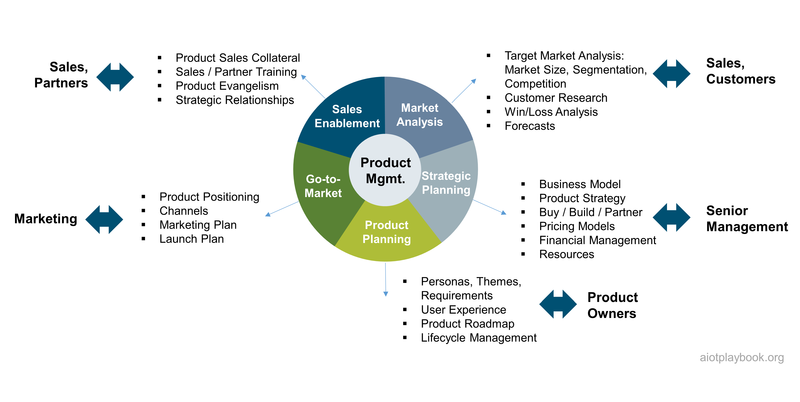 Sales,
Partners
▪ Product Sales Collateral
▪ Sales / Partner Training
▪ Product Evangelism
▪ Strategic Relationships
Sales
Enablement
Market
Analysis
▪ Target Market Analysis:
Market Size, Segmentation,
Competition
▪ Customer Research
▪ Win/Loss Analysis
▪ Forecasts
Sales,
Customers
Product
Mgmt.
Marketing
▪ Product Positioning
▪ Channels
▪ Marketing Plan
▪ Launch Plan
Go-to-
Market
Strategic
Planning
▪ Business Model
▪ Product Strategy
▪ Buy / Build / Partner
▪ Pricing Models
▪ Financial Management
▪ Resources
Senior
Management
Product
Planning
▪ Personas, Themes,
Requirements
▪ User Experience
▪ Product Roadmap
▪ Lifecycle Management
Product
Owners
aiotplaybook.org